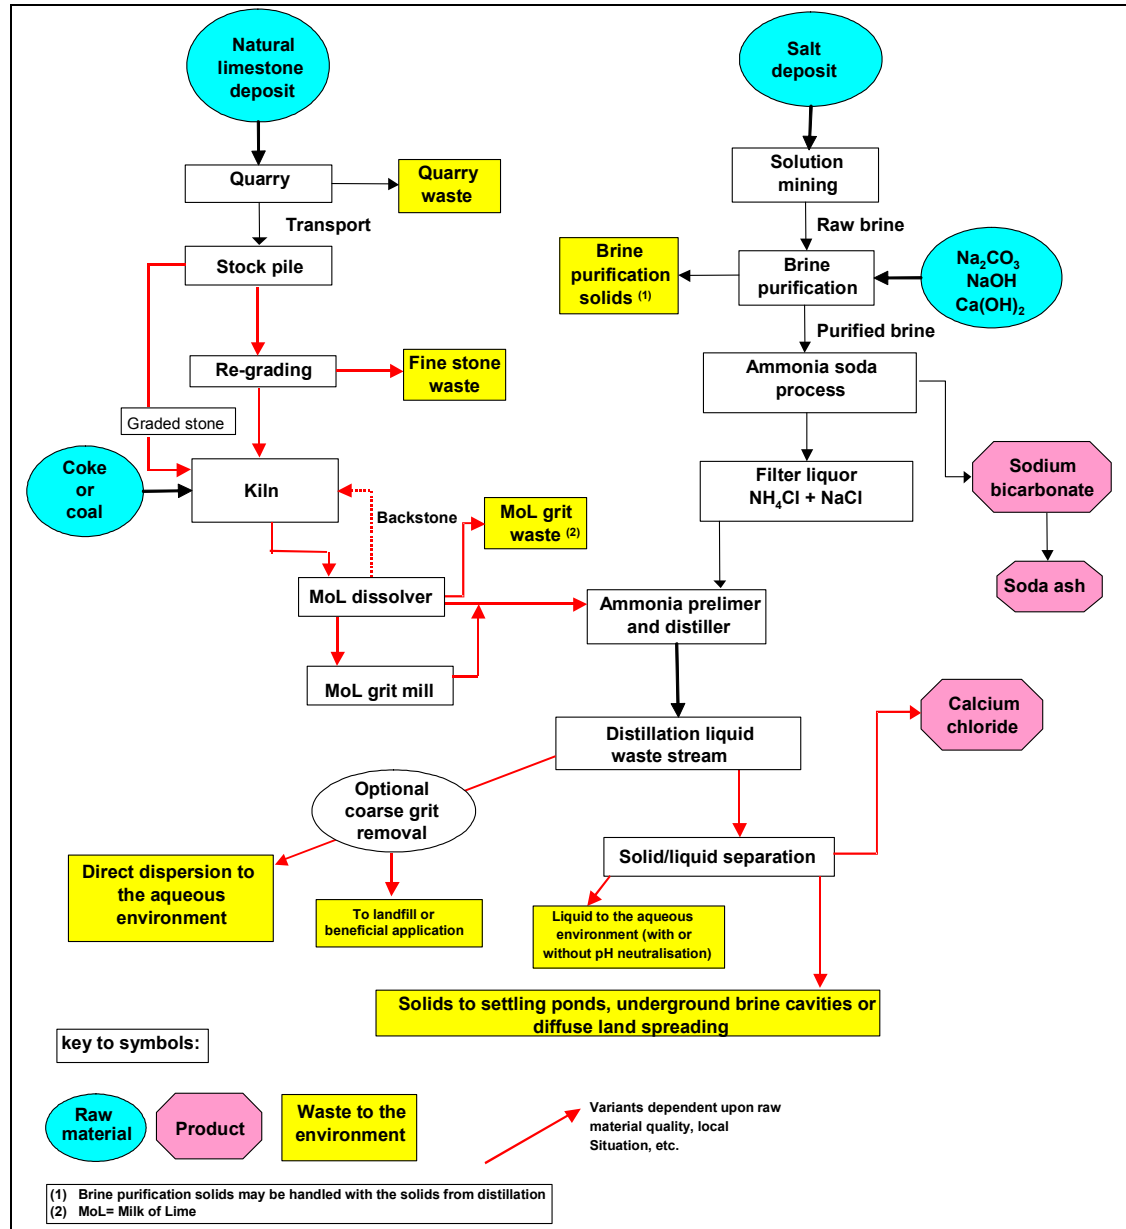 Natural
limestone
deposit
Salt
deposit
Quarry
Quarry
waste
Solution
mining
Transport
Raw brine
Stock pile
Brine
purification
solids (1)
Brine
purification
Na2CO3
NaOH
Ca(OH)2
Purified brine
Re-grading
Fine stone
waste
Ammonia soda
process
Graded stone
Coke
or
coal
Kiln
Filter liquor
NH4Cl + NaCl
Sodium
bicarbonate
Backstone
MoL grit
waste (2)
MoL dissolver
Ammonia prelimer
and distiller
Soda ash
MoL grit mill
Calcium
chloride
Distillation liquid
waste stream
Optional
coarse grit
removal
Solid/liquid separation
Direct dispersion to
the aqueous
environment
To landfill or
beneficial application
Liquid to the aqueous
environment (with or
without pH neutralisation)
Solids to settling ponds, underground brine cavities or
diffuse land spreading
key to symbols:
Raw
material
Product
Waste to the
environment
Variants dependent upon raw
material quality, local
Situation, etc.
(1) Brine purification solids may be handled with the solids from distillation
(2) MoL= Milk of Lime